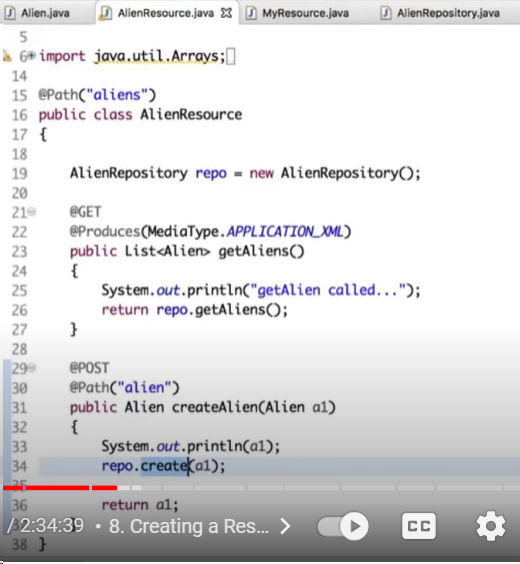 Alien.java AlienResource.java MyResource.java AlienRepository.java
5
6 import java.util.Arrays;
14
15 @Path("aliens")
16 public class AlienResource
17 {
18
19 AlienRepository repo = new AlienRepository();
20
21 @GET
22 @Produces(MediaType.APPLICATION_XML)
23 public List<Alien> getAliens()
24 {
25 System.out.println("getAlien called...");
26 return repo.getAliens();
27 }
28
29 @POST
30 @Path("alien")
31 public Alien createAlien(Alien a1)
32 {
33 System.out.println(a1);
34 repo.create(a1);
36 return a1;
/ 2:34:39 • 8. Creating a Res... CC
38 }